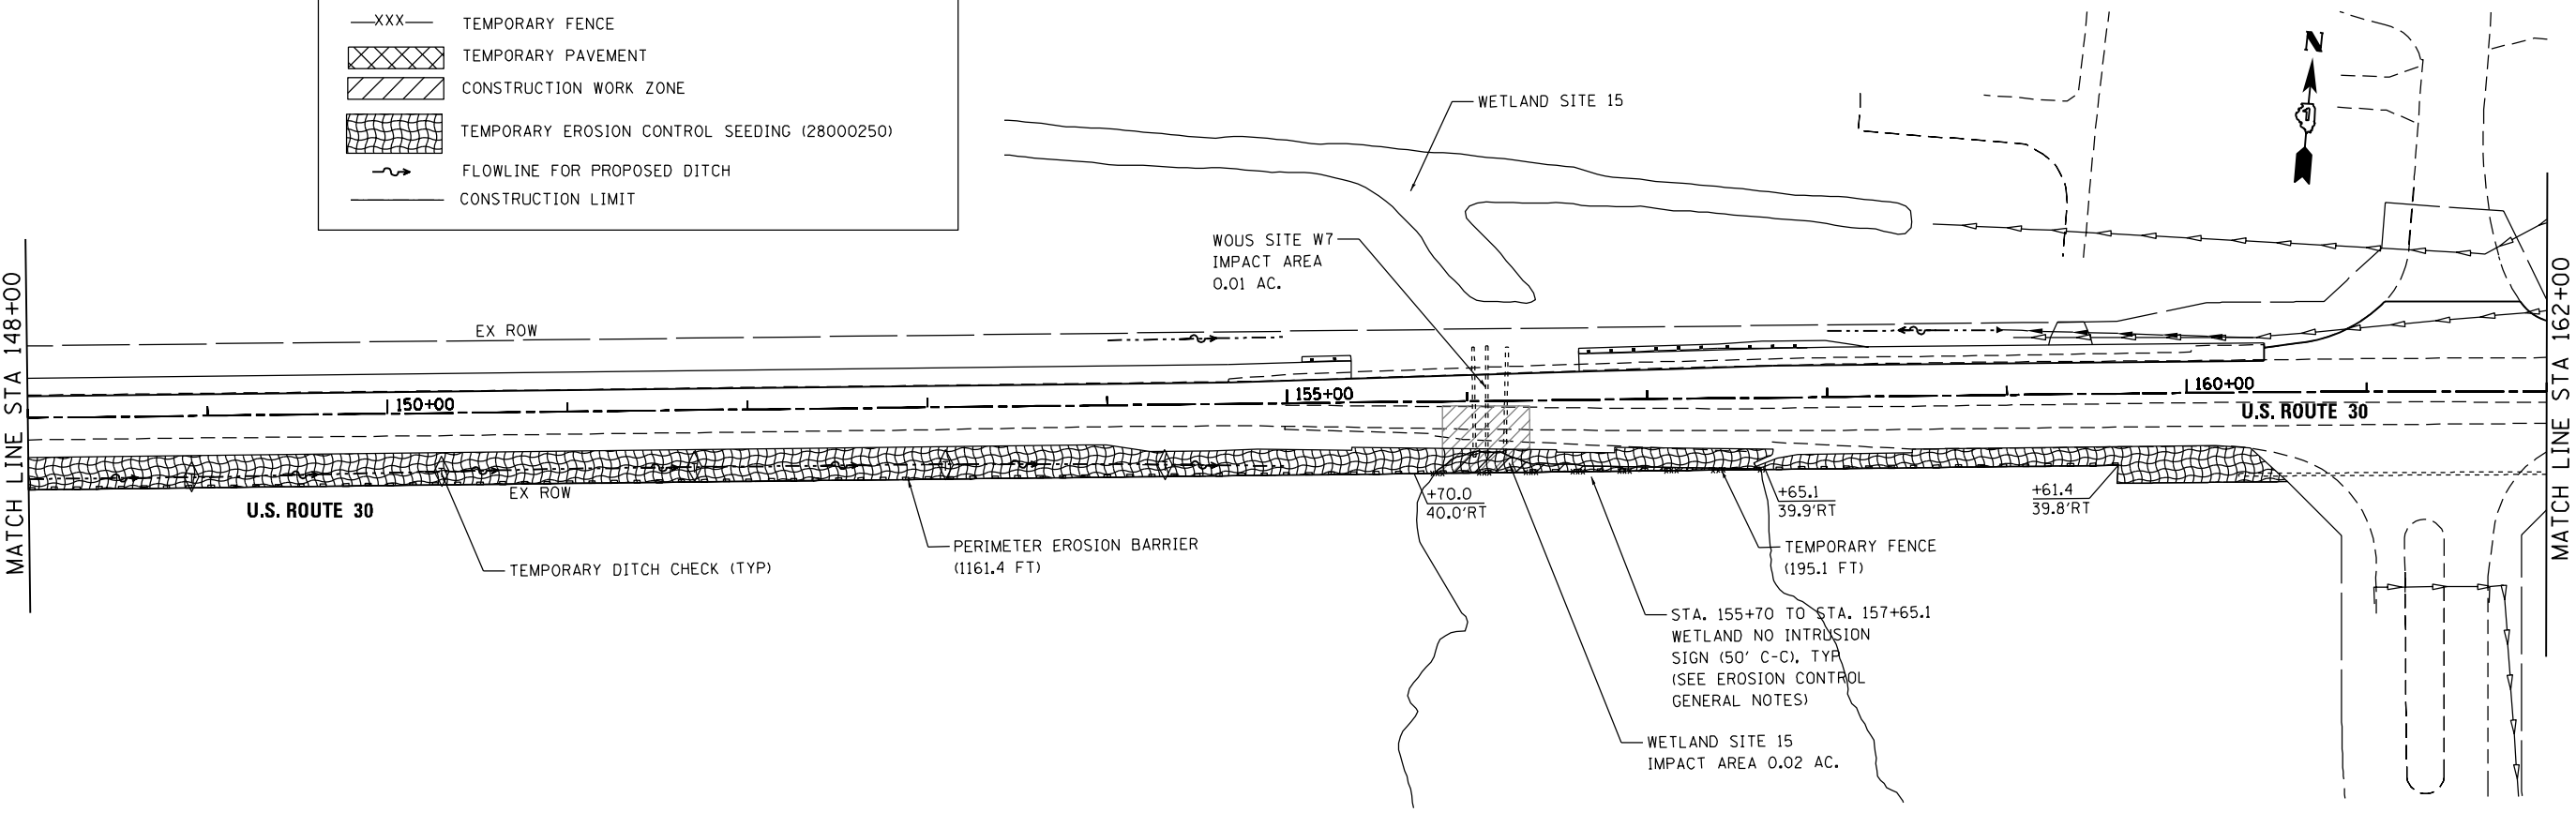 XXX TEMPORARY FENCE
TEMPORARY PAVEMENT
CONSTRUCTION WORK ZONE
TEMPORARY EROSION CONTROL SEEDING (28000250)
FLOWLINE FOR PROPOSED DITCH
CONSTRUCTION LIMIT
N
1
WETLAND SITE 15
WOUS SITE W7
IMPACT AREA
0.01 AC.
MATCH LINE STA 148+00
MATCH LINE STA 162+00
EX ROW
150+00
155+00
160+00
U.S. ROUTE 30
EX ROW
U.S. ROUTE 30
+70.0
40.0'RT
+65.1
39.9'RT
+61.4
39.8'RT
TEMPORARY DITCH CHECK (TYP)
PERIMETER EROSION BARRIER
(1161.4 FT)
TEMPORARY FENCE
(195.1 FT)
STA. 155+70 TO STA. 157+65.1
WETLAND NO INTRUSION
SIGN (50' C-C), TYP
(SEE EROSION CONTROL
GENERAL NOTES)
WETLAND SITE 15
IMPACT AREA 0.02 AC.